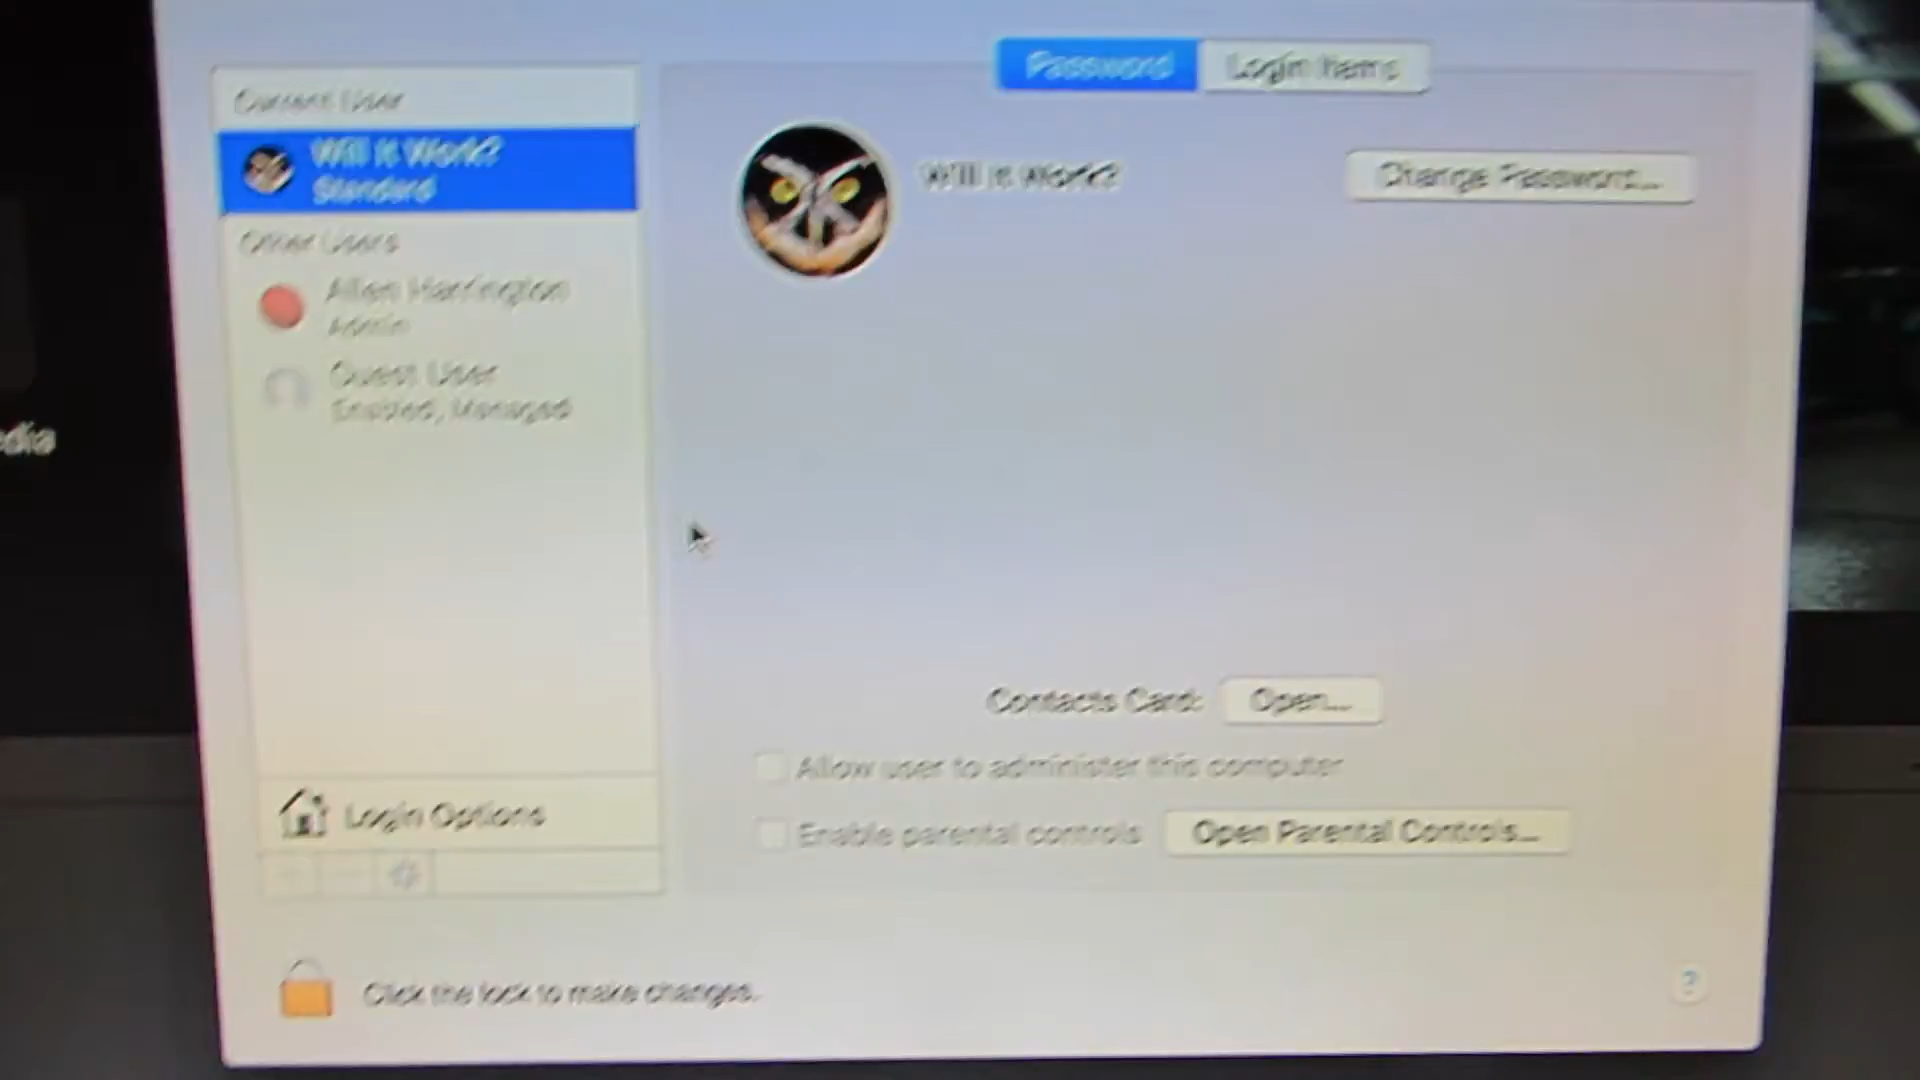 Password Login Items
Current User
Will it Work?
Standard
Other Users
Allen Harrington
Admin
Guest User
Enabled, Managed
Login Options
Will it Work?
Change Password...
Contacts Card: Open...
Allow user to administer this computer
Enable parental controls Open Parental Controls...
Click the lock to make changes.
?
edia